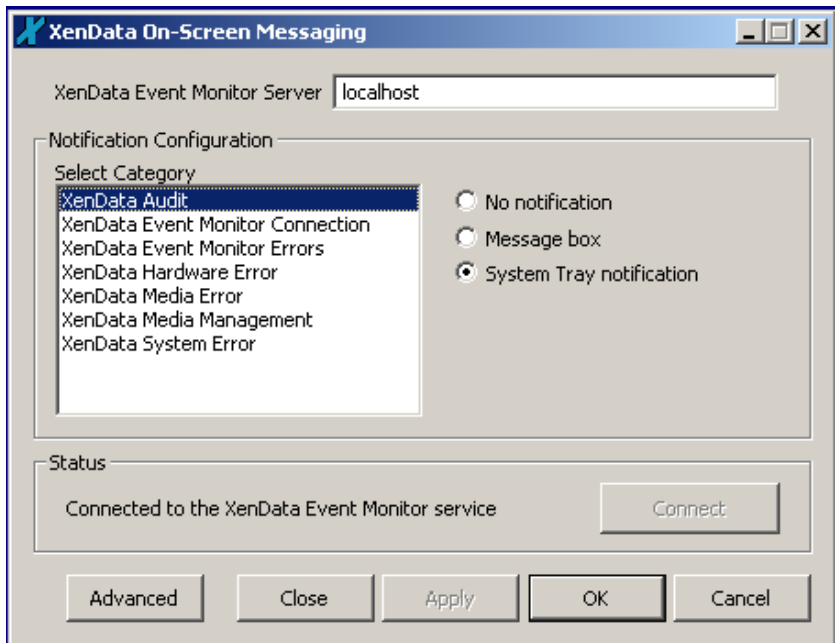 XenData On-Screen Messaging
XenData Event Monitor Server localhost
Notification Configuration
Select Category
XenData Audit
XenData Event Monitor Connection
XenData Event Monitor Errors
XenData Hardware Error
XenData Media Error
XenData Media Management
XenData System Error
No notification
Message box
System Tray notification
Status
Connected to the XenData Event Monitor service Connect
Advanced Close Apply OK Cancel